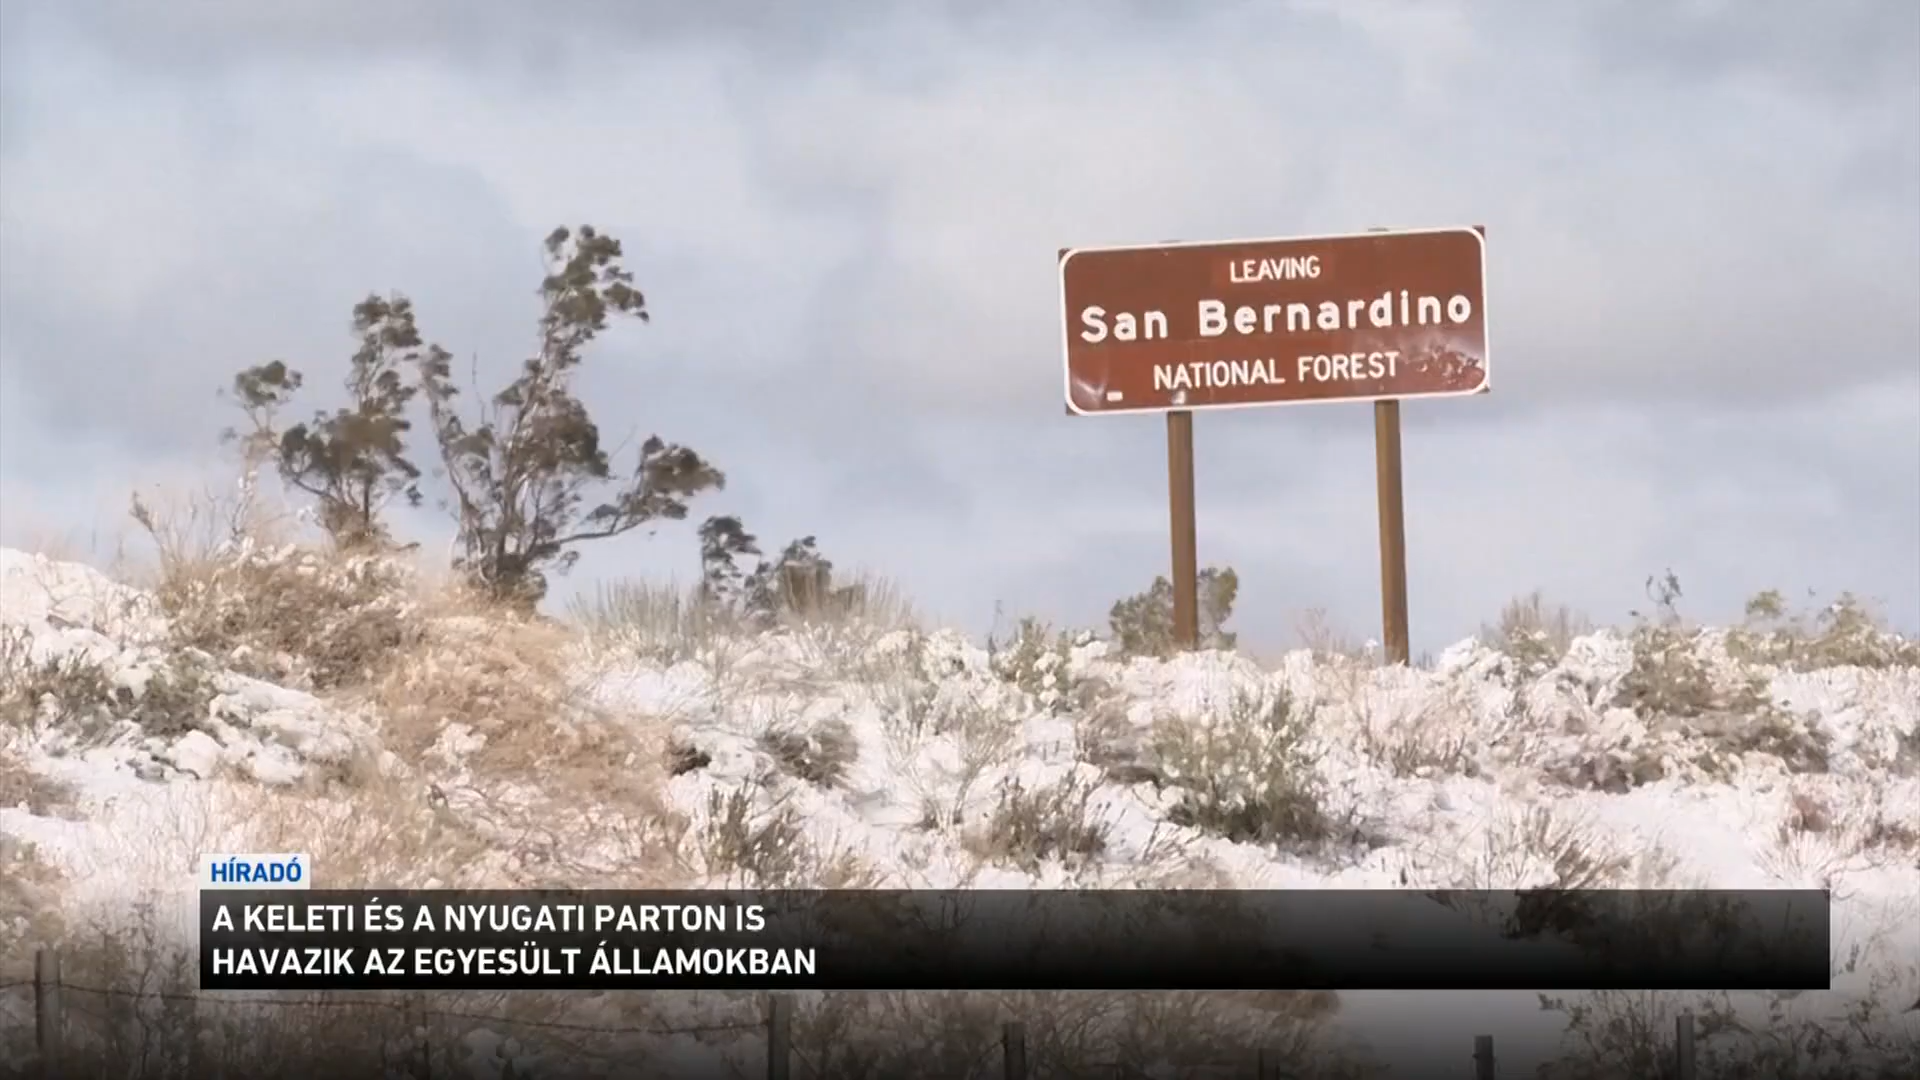 LEAVING
San Bernardino
NATIONAL FOREST
HÍRADÓ
A KELETI ÉS A NYUGATI PARTON IS
HAVAZIK AZ EGYESÜLT ÁLLAMOKBAN